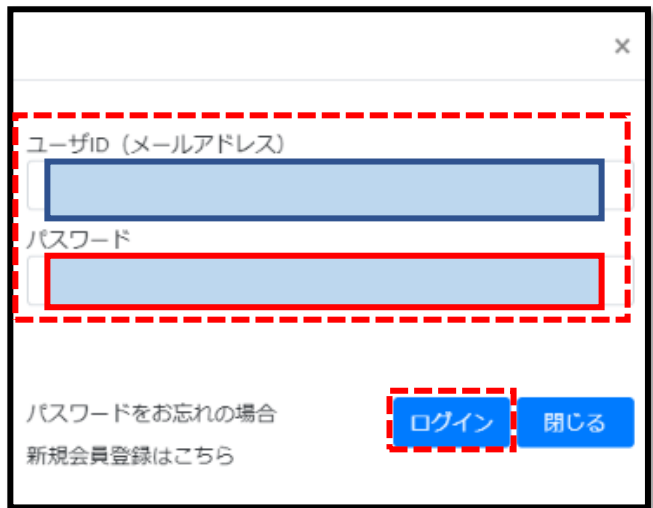 ×
ユーザID（メールアドレス）
パスワード
パスワードをお忘れの場合
ログイン 閉じる
新規会員登録はこちら